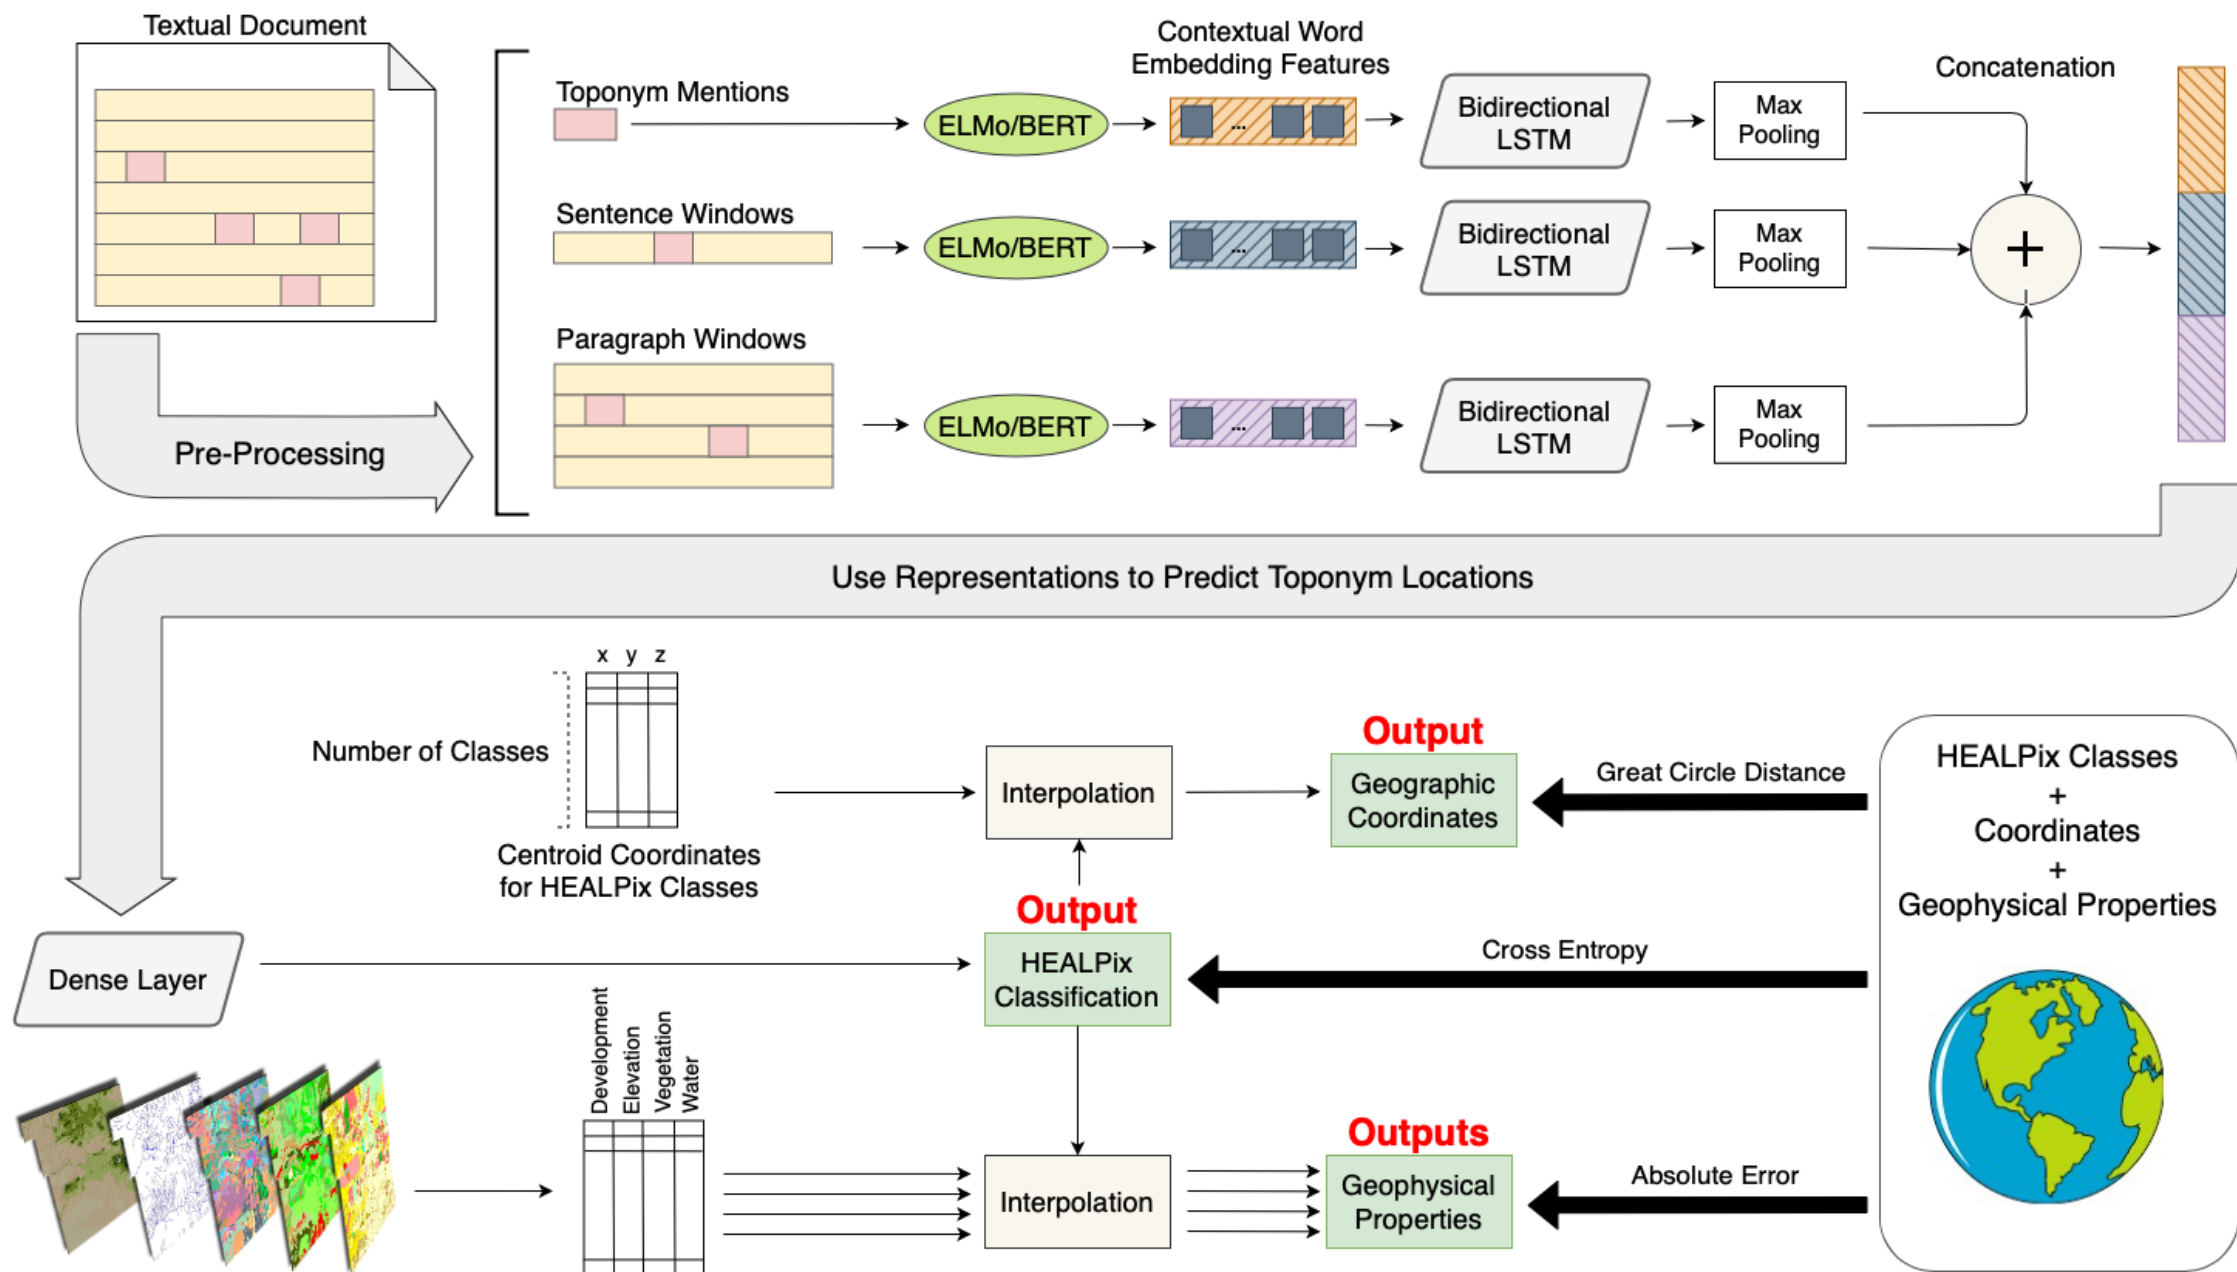 Textual Document
Contextual Word
Embedding Features
Concatenation
Toponym Mentions
ELMo/BERT
...
Bidirectional
LSTM
Max
Pooling
Sentence Windows
ELMo/BERT
...
Bidirectional
LSTM
Max
Pooling
+
Paragraph Windows
ELMo/BERT
...
Bidirectional
LSTM
Max
Pooling
Pre-Processing
Use Representations to Predict Toponym Locations
x y z
Number of Classes
Centroid Coordinates
for HEALPix Classes
Interpolation
Output
Geographic
Coordinates
Great Circle Distance
HEALPix Classes
+
Coordinates
+
Geophysical Properties
Dense Layer
Output
HEALPix
Classification
Cross Entropy
Development
Elevation
Vegetation
Water
Interpolation
Outputs
Geophysical
Properties
Absolute Error